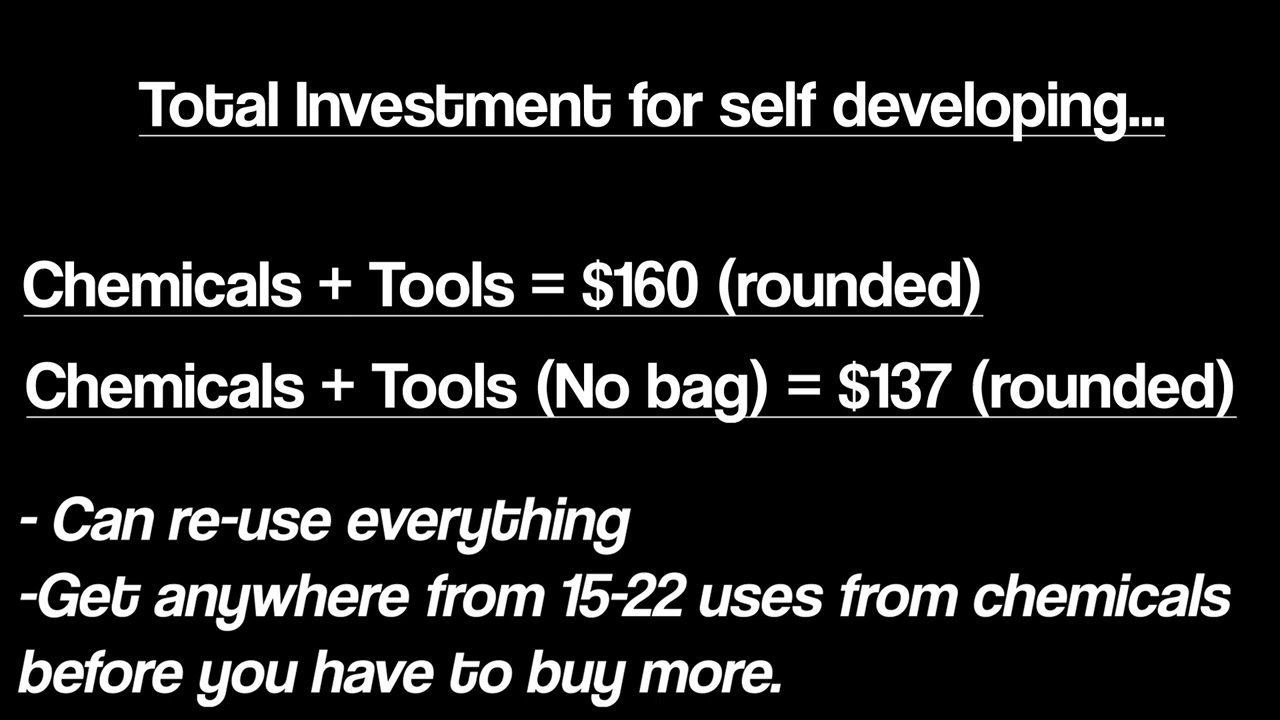 Total Investment for self developing...
Chemicals + Tools = $160 (rounded)
Chemicals + Tools (No bag) = $137 (rounded)
- Can re-use everything
-Get anywhere from 15-22 uses from chemicals
before you have to buy more.